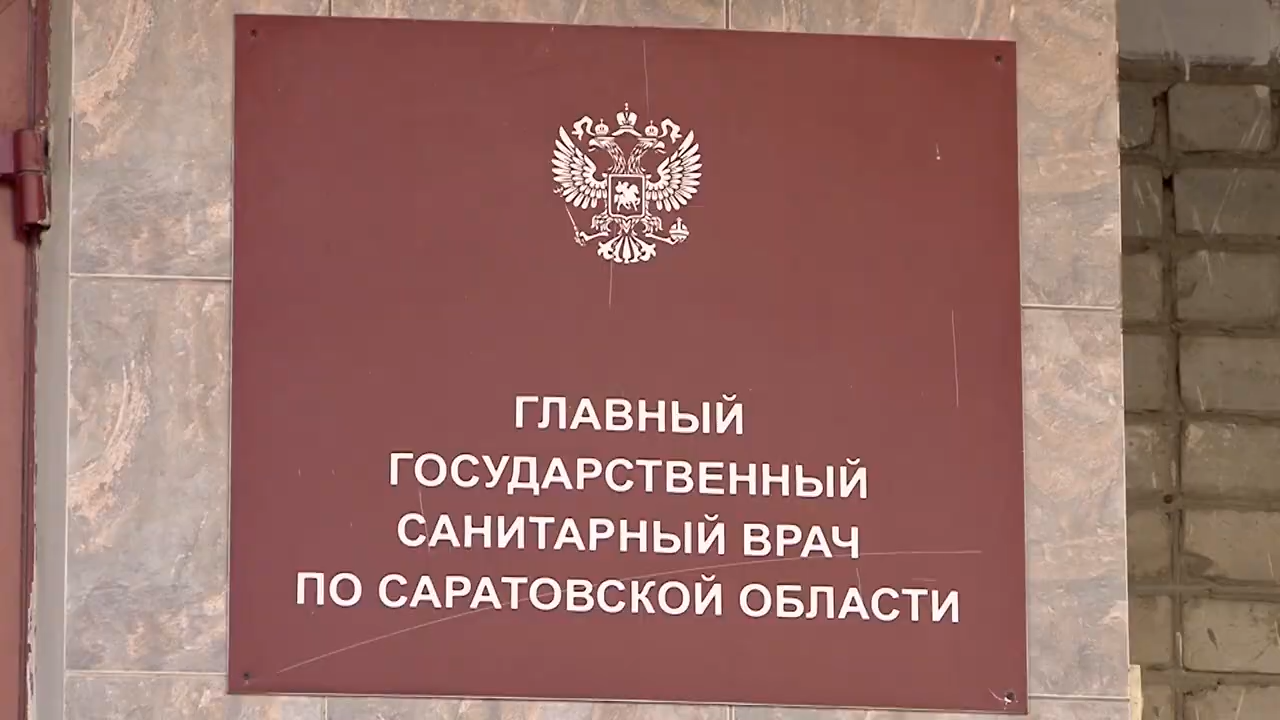 ГЛАВНЫЙ
ГОСУДАРСТВЕННЫЙ
САНИТАРНЫЙ ВРАЧ
ПО САРАТОВСКОЙ ОБЛАСТИ